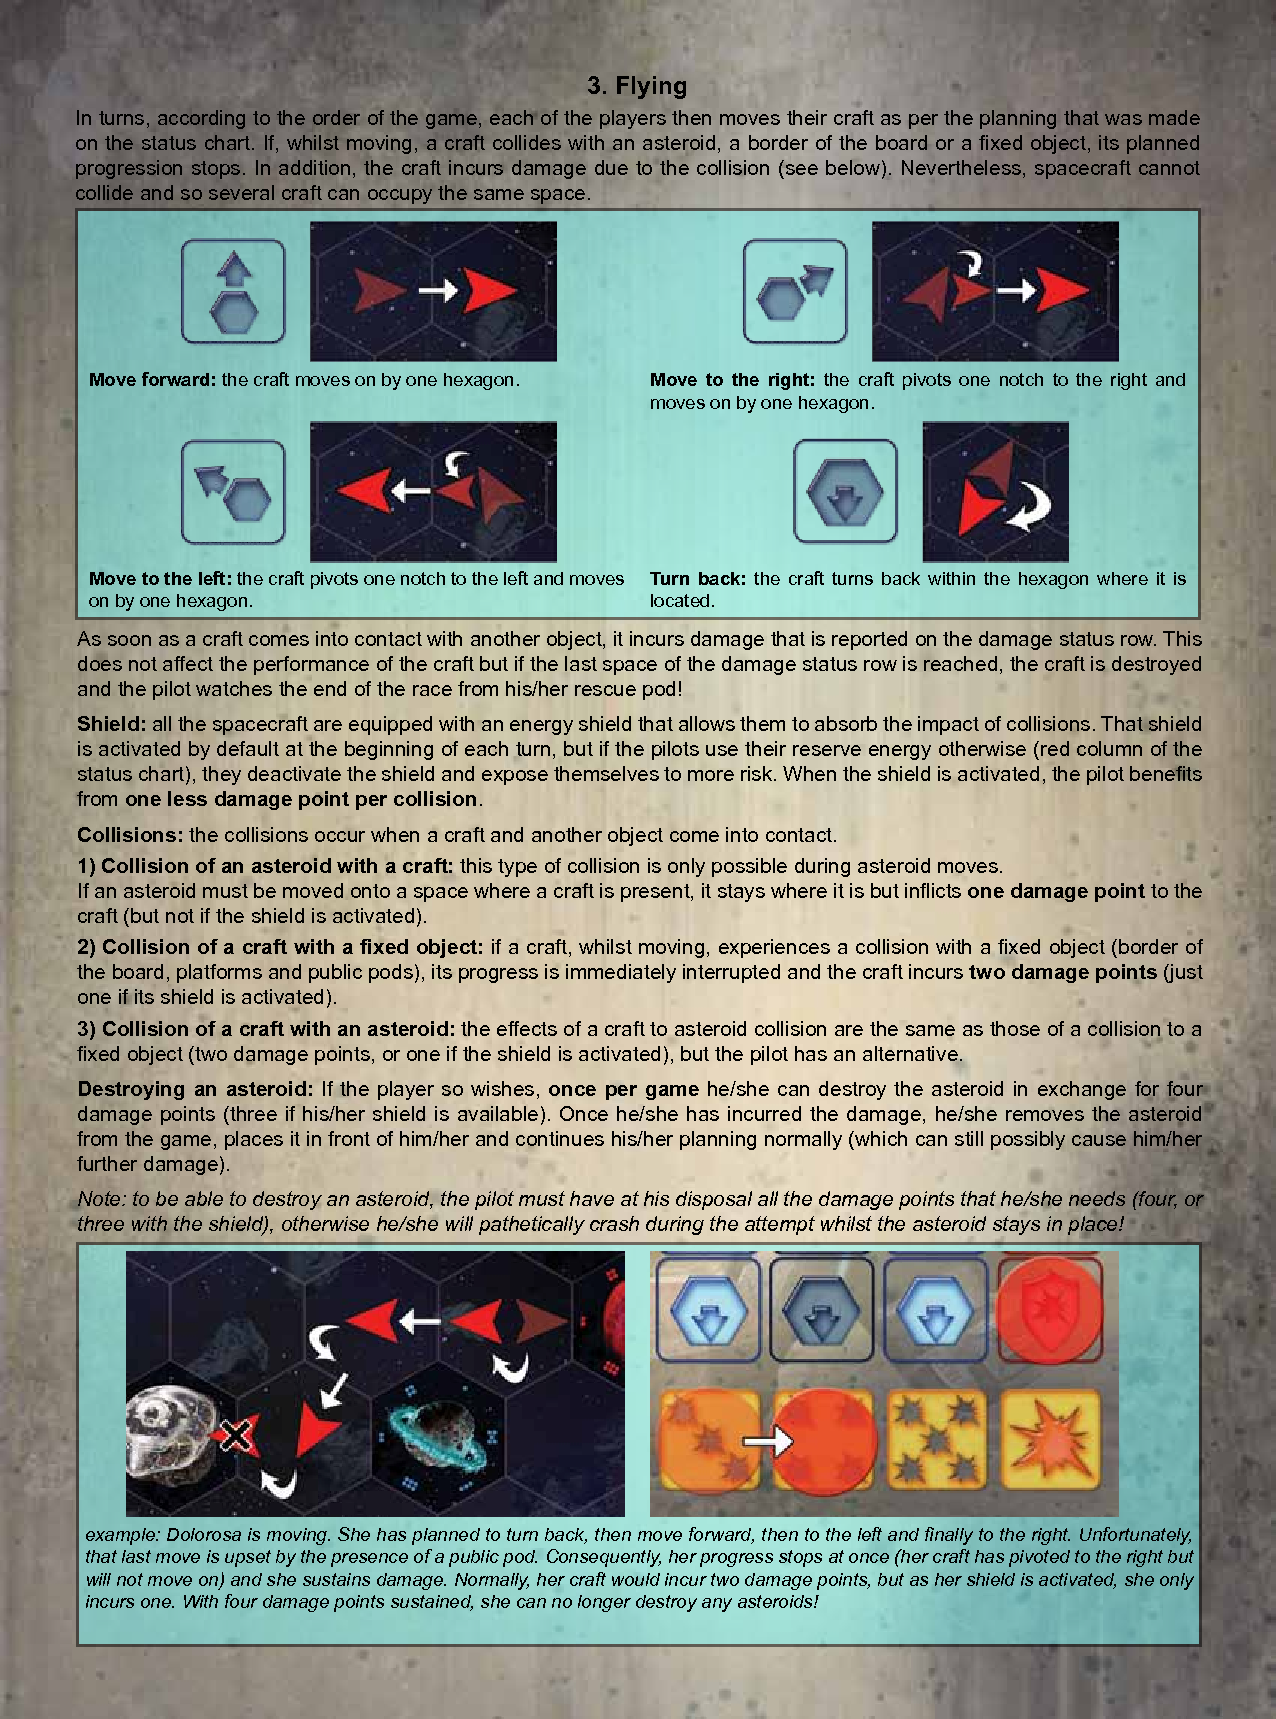 3. Flying
In turns, according to the order of the game, each of the players then moves their craft as per the planning that was made
on the status chart. If, whilst moving, a craft collides with an asteroid, a border of the board or a fixed object, its planned
progression stops. In addition, the craft incurs damage due to the collision (see below). Nevertheless, spacecraft cannot
collide and so several craft can occupy the same space.
Move forward: the craft moves on by one hexagon.
Move to the right: the craft pivots one notch to the right and
moves on by one hexagon.
Move to the left: the craft pivots one notch to the left and moves
on by one hexagon.
Turn back: the craft turns back within the hexagon where it is
located.
As soon as a craft comes into contact with another object, it incurs damage that is reported on the damage status row. This
does not affect the performance of the craft but if the last space of the damage status row is reached, the craft is destroyed
and the pilot watches the end of the race from his/her rescue pod!
Shield: all the spacecraft are equipped with an energy shield that allows them to absorb the impact of collisions. That shield
is activated by default at the beginning of each turn, but if the pilots use their reserve energy otherwise (red column of the
status chart), they deactivate the shield and expose themselves to more risk. When the shield is activated, the pilot benefits
from one less damage point per collision.
Collisions: the collisions occur when a craft and another object come into contact.
1) Collision of an asteroid with a craft: this type of collision is only possible during asteroid moves.
If an asteroid must be moved onto a space where a craft is present, it stays where it is but inflicts one damage point to the
craft (but not if the shield is activated).
2) Collision of a craft with a fixed object: if a craft, whilst moving, experiences a collision with a fixed object (border of
the board, platforms and public pods), its progress is immediately interrupted and the craft incurs two damage points (just
one if its shield is activated).
3) Collision of a craft with an asteroid: the effects of a craft to asteroid collision are the same as those of a collision to a
fixed object (two damage points, or one if the shield is activated), but the pilot has an alternative.
Destroying an asteroid: If the player so wishes, once per game he/she can destroy the asteroid in exchange for four
damage points (three if his/her shield is available). Once he/she has incurred the damage, he/she removes the asteroid
from the game, places it in front of him/her and continues his/her planning normally (which can still possibly cause him/her
further damage).
Note: to be able to destroy an asteroid, the pilot must have at his disposal all the damage points that he/she needs (four, or
three with the shield), otherwise he/she will pathetically crash during the attempt whilst the asteroid stays in place!
example: Dolorosa is moving. She has planned to turn back, then move forward, then to the left and finally to the right. Unfortunately,
that last move is upset by the presence of a public pod. Consequently, her progress stops at once (her craft has pivoted to the right but
will not move on) and she sustains damage. Normally, her craft would incur two damage points, but as her shield is activated, she only
incurs one. With four damage points sustained, she can no longer destroy any asteroids!